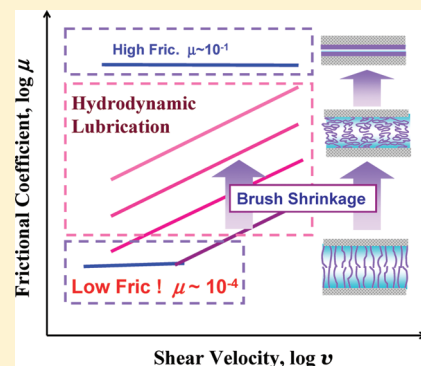 Frictional Coefficient, log μ
High Fric. μ~10⁻¹
Hydrodynamic
Lubrication
Brush Shrinkage
Low Fric ! μ ~ 10⁻⁴
Shear Velocity, log υ